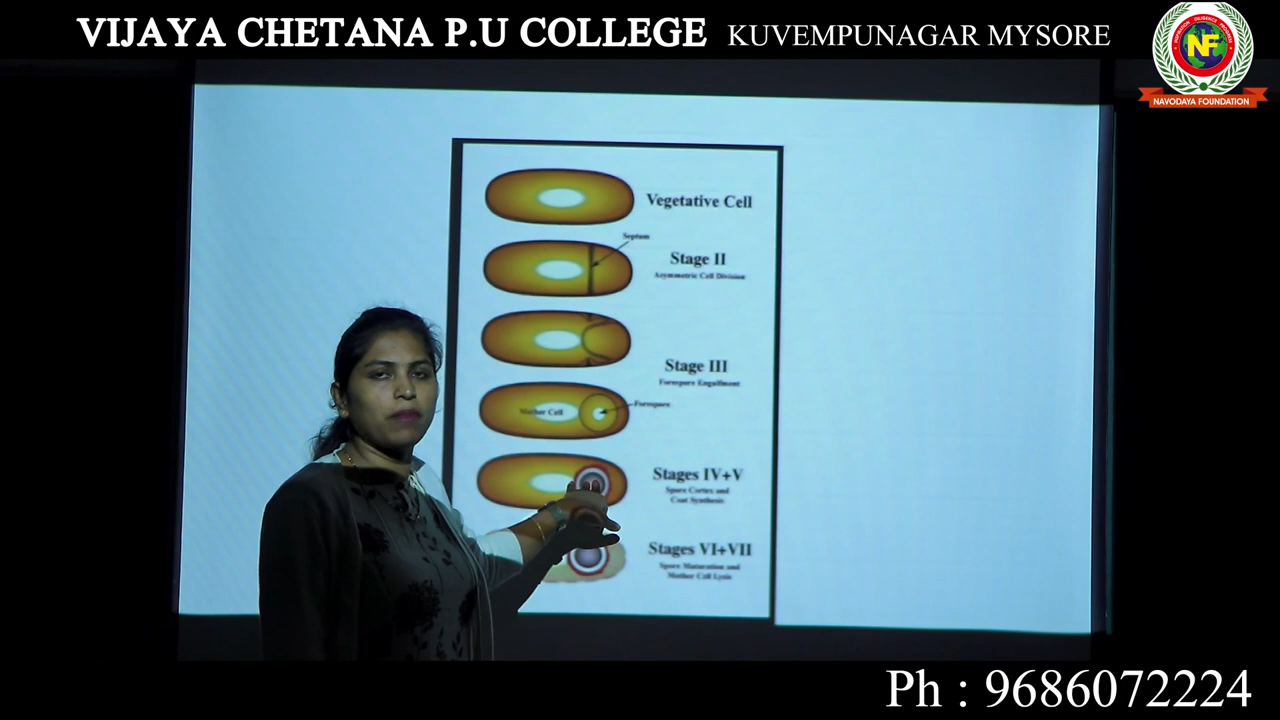 VIJAYA CHETANA P.U COLLEGE KUVEMPUNAGAR MYSORE
NF
NAVODAYA FOUNDATION
Vegetative Cell
Septum
Stage II
Asymmetric Cell Division
Stage III
Forespore Engulfment
Mother Cell
Forespore
Stages IV+V
Spore Cortex and
Coat Synthesis
Stages VI+VII
Spore Maturation and
Mother Cell Lysis
Ph : 9686072224